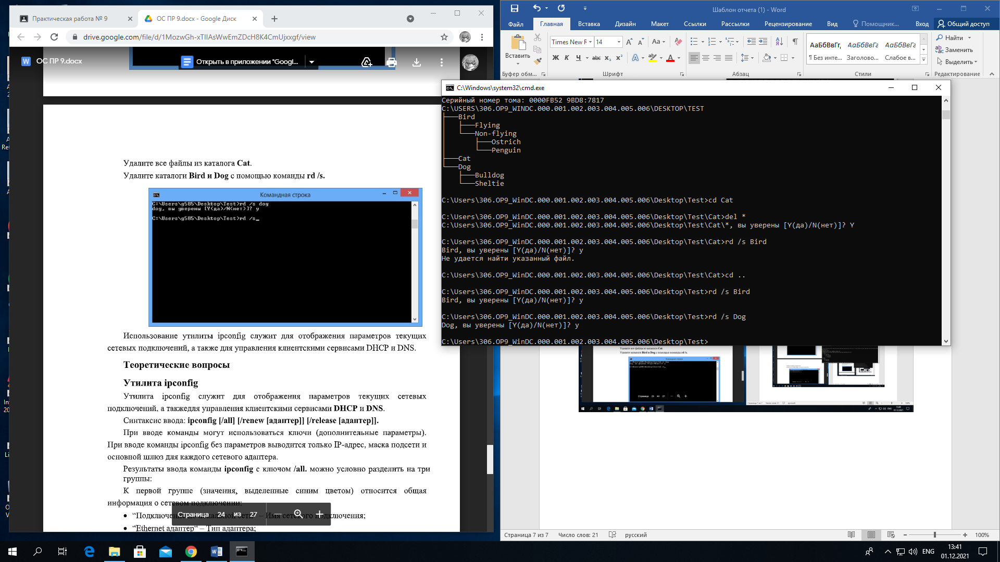 Практическая работа № 9
ОС ПР 9.docx - Google Диск
drive.google.com/file/d/1MozwGh-xTIlAsWwEmZDcH8K4CmUjxxgf/view
ОС ПР 9.docx
Открыть в приложении "Googl...
Удалите все файлы из каталога Cat.
Удалите каталоги Bird и Dog с помощью команды rd /s.
Командная строка
C:\Users\g505\Desktop\Test>rd /s dog
dog, вы уверены [Y(да)/N(нет)]? y
C:\Users\g505\Desktop\Test>rd /s_
Использование утилиты ipconfig служит для отображения параметров текущих
сетевых подключений, а также для управления клиентскими сервисами DHCP и DNS.
Теоретические вопросы
Утилита ipconfig
Утилита ipconfig служит для отображения параметров текущих сетевых
подключений, а такжедля управления клиентскими сервисами DHCP и DNS.
Синтаксис ввода: ipconfig [/all] [/renew [адаптер]] [/release [адаптер]].
При вводе команды могут использоваться ключи (дополнительные параметры).
При вводе команды ipconfig без параметров выводится только IP-адрес, маска подсети и
основной шлюз для каждого сетевого адаптера.
Результаты ввода команды ipconfig с ключом /all. можно условно разделить на три
группы:
К первой группе (значения, выделенные синим цветом) относится общая
информация о сетевом подключении:
Страница 24 из 27
“Ethernet адаптер“ – Тип адаптера;
Шаблон отчета (1) - Word
Файл Главная Вставка Дизайн Макет Ссылки Рассылки Рецензирование Вид Помощник... Вход Общий доступ
Вставить
Times New R 14
Ж К Ч abc x₂ x²
АаБбВвГг, АаБбВвГг АаБбВвГг
¶ Без инте... Заголово... Слабое в...
Найти
Заменить
Выделить
Буфер обм... Шрифт Абзац Стили Редактирование
C:\Windows\system32\cmd.exe
Серийный номер тома: 0000FB52 9BD8:7817
C:\USERS\306.OP9_WINDC.000.001.002.003.004.005.006\DESKTOP\TEST
├───Bird
│   ├───Flying
│   └───Non-flying
│       ├───Ostrich
│       └───Penguin
├───Cat
└───Dog
    ├───Bulldog
    └───Sheltie
C:\Users\306.OP9_WinDC.000.001.002.003.004.005.006\Desktop\Test>cd Cat
C:\Users\306.OP9_WinDC.000.001.002.003.004.005.006\Desktop\Test\Cat>del *
C:\Users\306.OP9_WinDC.000.001.002.003.004.005.006\Desktop\Test\Cat\*, вы уверены [Y(да)/N(нет)]? Y
C:\Users\306.OP9_WinDC.000.001.002.003.004.005.006\Desktop\Test\Cat>rd /s Bird
Bird, вы уверены [Y(да)/N(нет)]? y
Не удается найти указанный файл.
C:\Users\306.OP9_WinDC.000.001.002.003.004.005.006\Desktop\Test\Cat>cd ..
C:\Users\306.OP9_WinDC.000.001.002.003.004.005.006\Desktop\Test>rd /s Bird
Bird, вы уверены [Y(да)/N(нет)]? y
C:\Users\306.OP9_WinDC.000.001.002.003.004.005.006\Desktop\Test>rd /s Dog
Dog, вы уверены [Y(да)/N(нет)]? y
C:\Users\306.OP9_WinDC.000.001.002.003.004.005.006\Desktop\Test>
Удалите все файлы из каталога Cat.
Удалите каталоги Bird и Dog с помощью команды rd /s.
Страница 7 из 7 Число слов: 21 русский
100%
ENG
13:41
01.12.2021